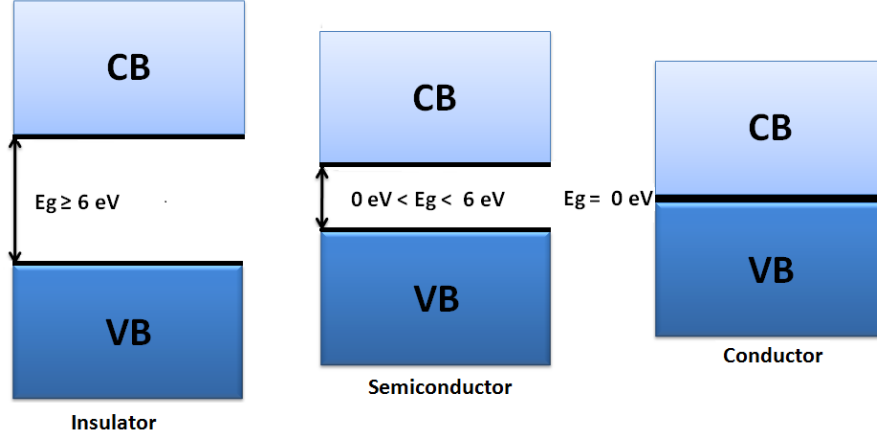 CB
Eg ≥ 6 eV
VB
Insulator
CB
0 eV < Eg < 6 eV
VB
Semiconductor
CB
Eg = 0 eV
VB
Conductor